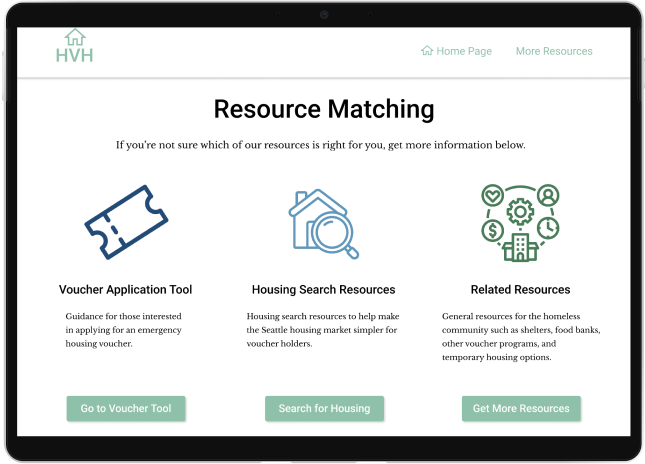 HVH
Home Page
More Resources
Resource Matching
If you’re not sure which of our resources is right for you, get more information below.
$
Voucher Application Tool
Guidance for those interested
in applying for an emergency
housing voucher.
Go to Voucher Tool
Housing Search Resources
Housing search resources to help make
the Seattle housing market simpler for
voucher holders.
Search for Housing
Related Resources
General resources for the homeless
community such as shelters, food banks,
other voucher programs, and
temporary housing options.
Get More Resources